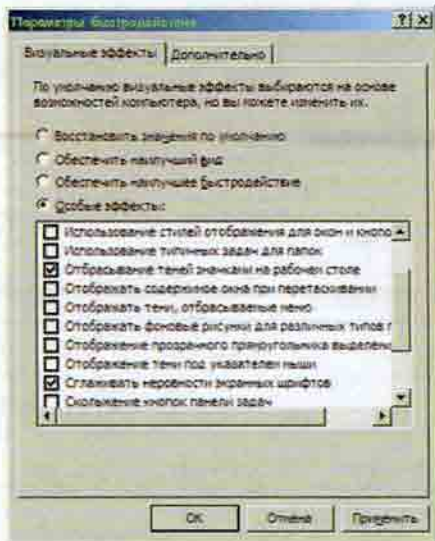 Параметры быстродействия
Визуальные эффекты
Дополнительно
По умолчанию визуальные эффекты выбираются на основе
возможностей компьютера, но вы можете изменить их.
Восстановить значения по умолчанию
Обеспечить наилучший вид
Обеспечить наилучшее быстродействие
Особые эффекты:
Использование стилей отображения для окон и кнопо
Использование типичных задач для папок
Отбрасывание теней значками на рабочем столе
Отображать содержимое окна при перетаскивании
Отображать тени, отбрасываемые меню
Отображать фоновые рисунки для различных типов п
Отображение прозрачного прямоугольника выделени
Отображение тени под указателем мыши
Сглаживать неровности экранных шрифтов
Скольжение кнопок панели задач
ОК
Отмена
Применить